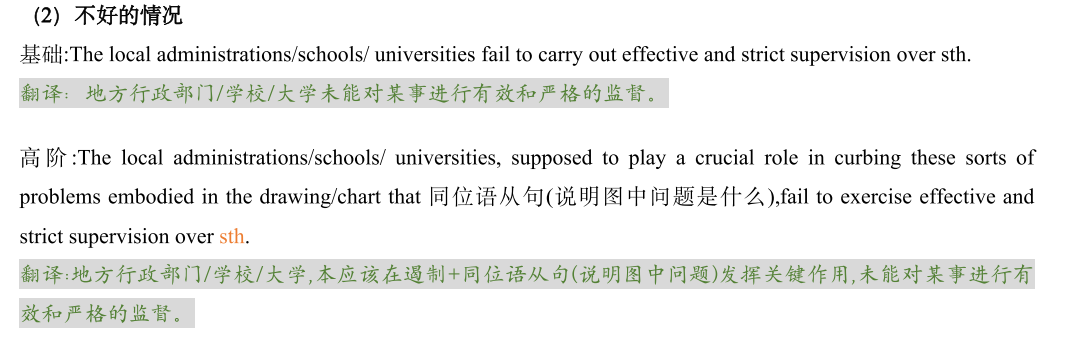 （2）不好的情况
基础:The local administrations/schools/ universities fail to carry out effective and strict supervision over sth.
翻译：地方行政部门/学校/大学未能对某事进行有效和严格的监督。
高阶:The local administrations/schools/ universities, supposed to play a crucial role in curbing these sorts of
problems embodied in the drawing/chart that 同位语从句(说明图中问题是什么),fail to exercise effective and
strict supervision over sth.
翻译:地方行政部门/学校/大学,本应该在遏制+同位语从句(说明图中问题)发挥关键作用,未能对某事进行有
效和严格的监督。